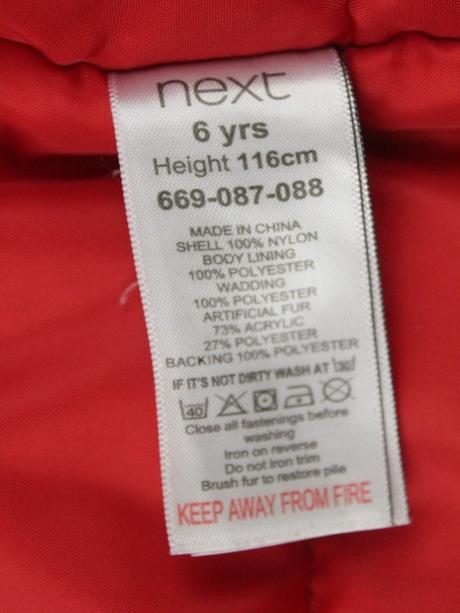 next
6 yrs
Height 116cm
669-087-088
MADE IN CHINA
SHELL 100% NYLON
BODY LINING
100% POLYESTER
WADDING
100% POLYESTER
ARTIFICIAL FUR
73% ACRYLIC
27% POLYESTER
BACKING 100% POLYESTER
IF IT'S NOT DIRTY WASH AT 30
40
Close all fastenings before
washing
Iron on reverse
Do not iron trim
Brush fur to restore pile
KEEP AWAY FROM FIRE